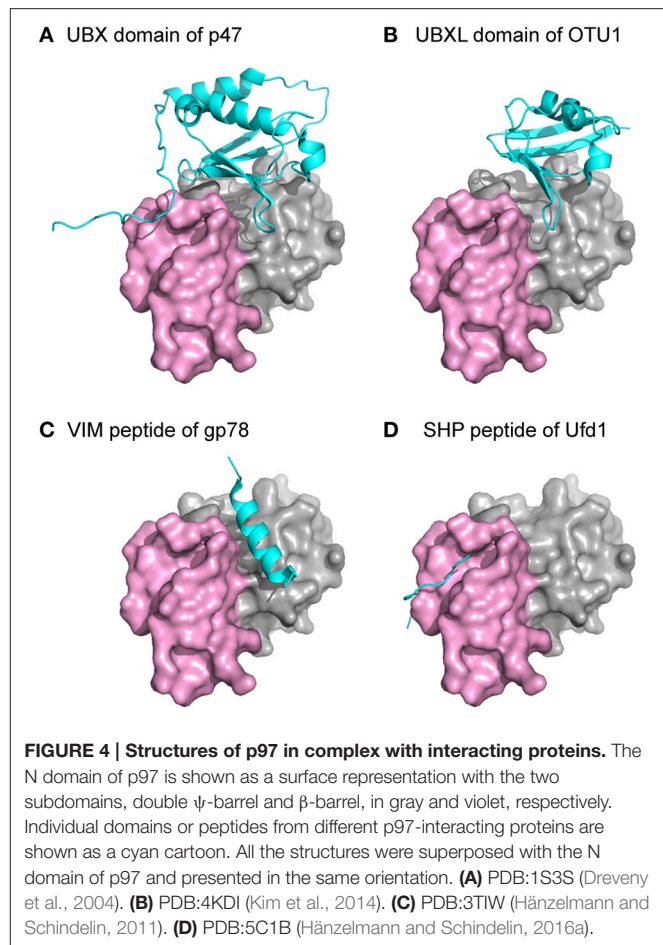 A UBX domain of p47
B UBXL domain of OTU1
C VIM peptide of gp78
D SHP peptide of Ufd1
FIGURE 4 | Structures of p97 in complex with interacting proteins. The
N domain of p97 is shown as a surface representation with the two
subdomains, double ψ-barrel and β-barrel, in gray and violet, respectively.
Individual domains or peptides from different p97-interacting proteins are
shown as a cyan cartoon. All the structures were superposed with the N
domain of p97 and presented in the same orientation. (A) PDB:1S3S (Dreveny
et al., 2004). (B) PDB:4KDI (Kim et al., 2014). (C) PDB:3TIW (Hänzelmann
and Schindelin, 2011). (D) PDB:5C1B (Hänzelmann and Schindelin, 2016a).